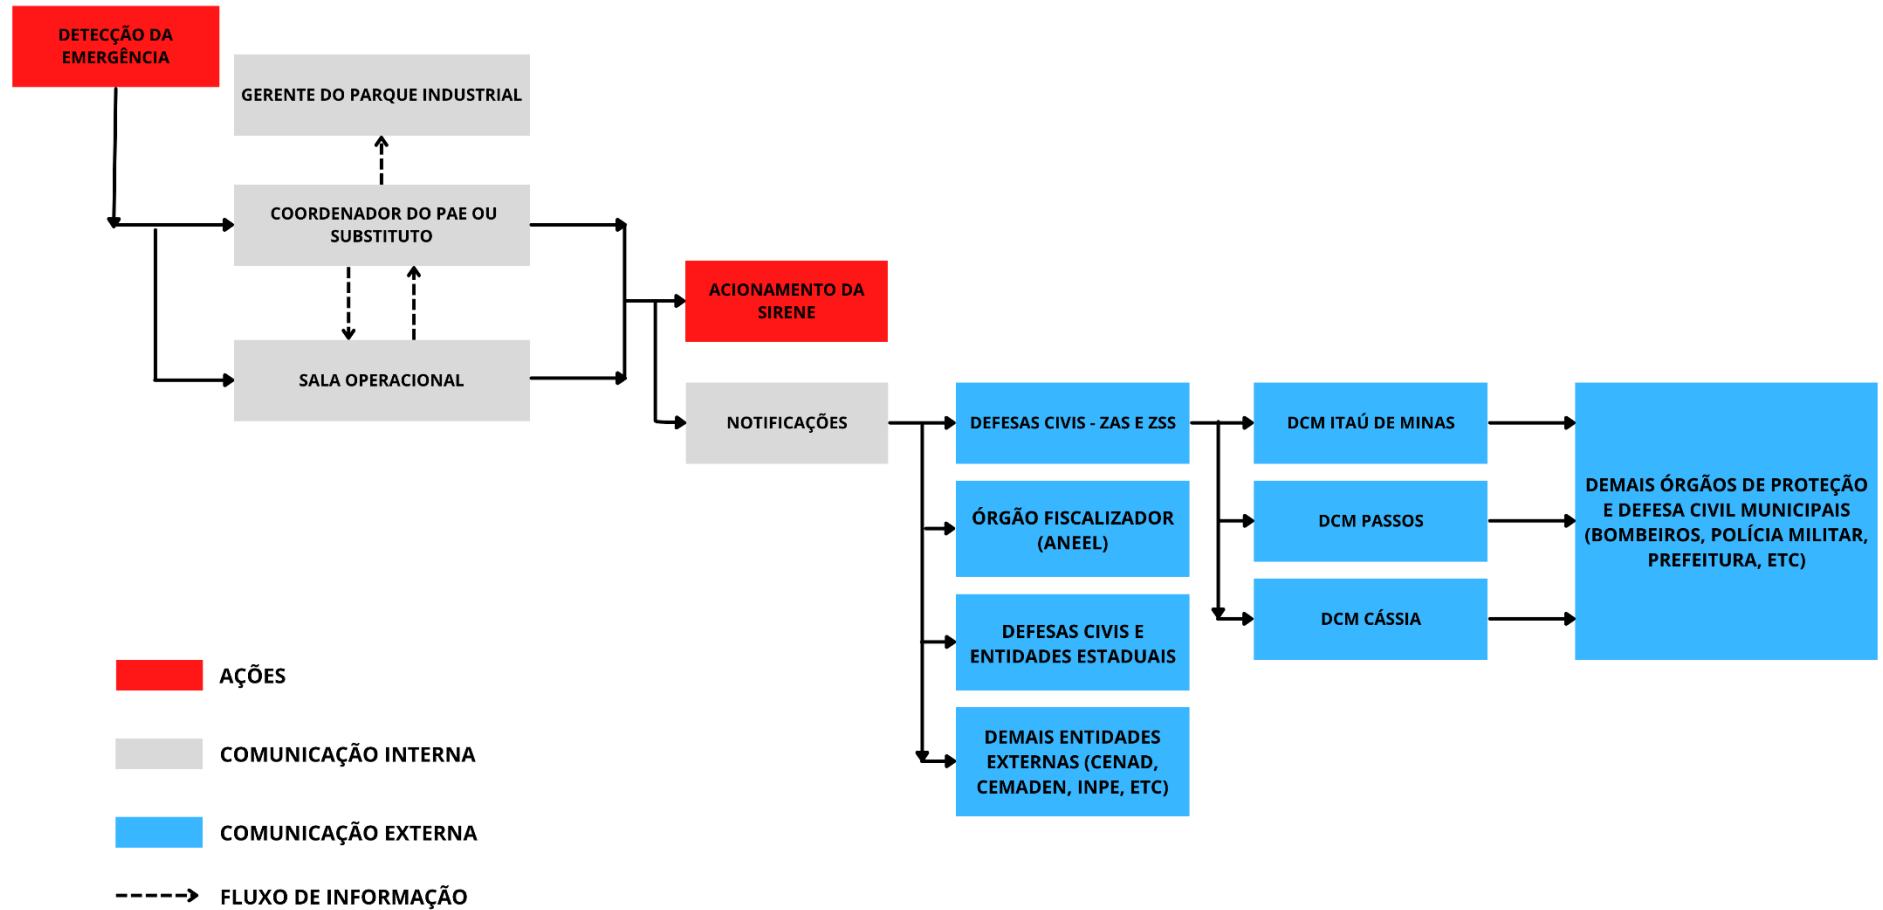 DETECÇÃO DA
EMERGÊNCIA
GERENTE DO PARQUE INDUSTRIAL
COORDENADOR DO PAE OU
SUBSTITUTO
SALA OPERACIONAL
ACIONAMENTO DA
SIRENE
NOTIFICAÇÕES
DEFESAS CIVIS - ZAS E ZSS
ÓRGÃO FISCALIZADOR
(ANEEL)
DEFESAS CIVIS E
ENTIDADES ESTADUAIS
DEMAIS ENTIDADES
EXTERNAS (CENAD,
CEMADEN, INPE, ETC)
DCM ITAÚ DE MINAS
DCM PASSOS
DCM CÁSSIA
DEMAIS ÓRGÃOS DE PROTEÇÃO
E DEFESA CIVIL MUNICIPAIS
(BOMBEIROS, POLÍCIA MILITAR,
PREFEITURA, ETC)
AÇÕES
COMUNICAÇÃO INTERNA
COMUNICAÇÃO EXTERNA
FLUXO DE INFORMAÇÃO